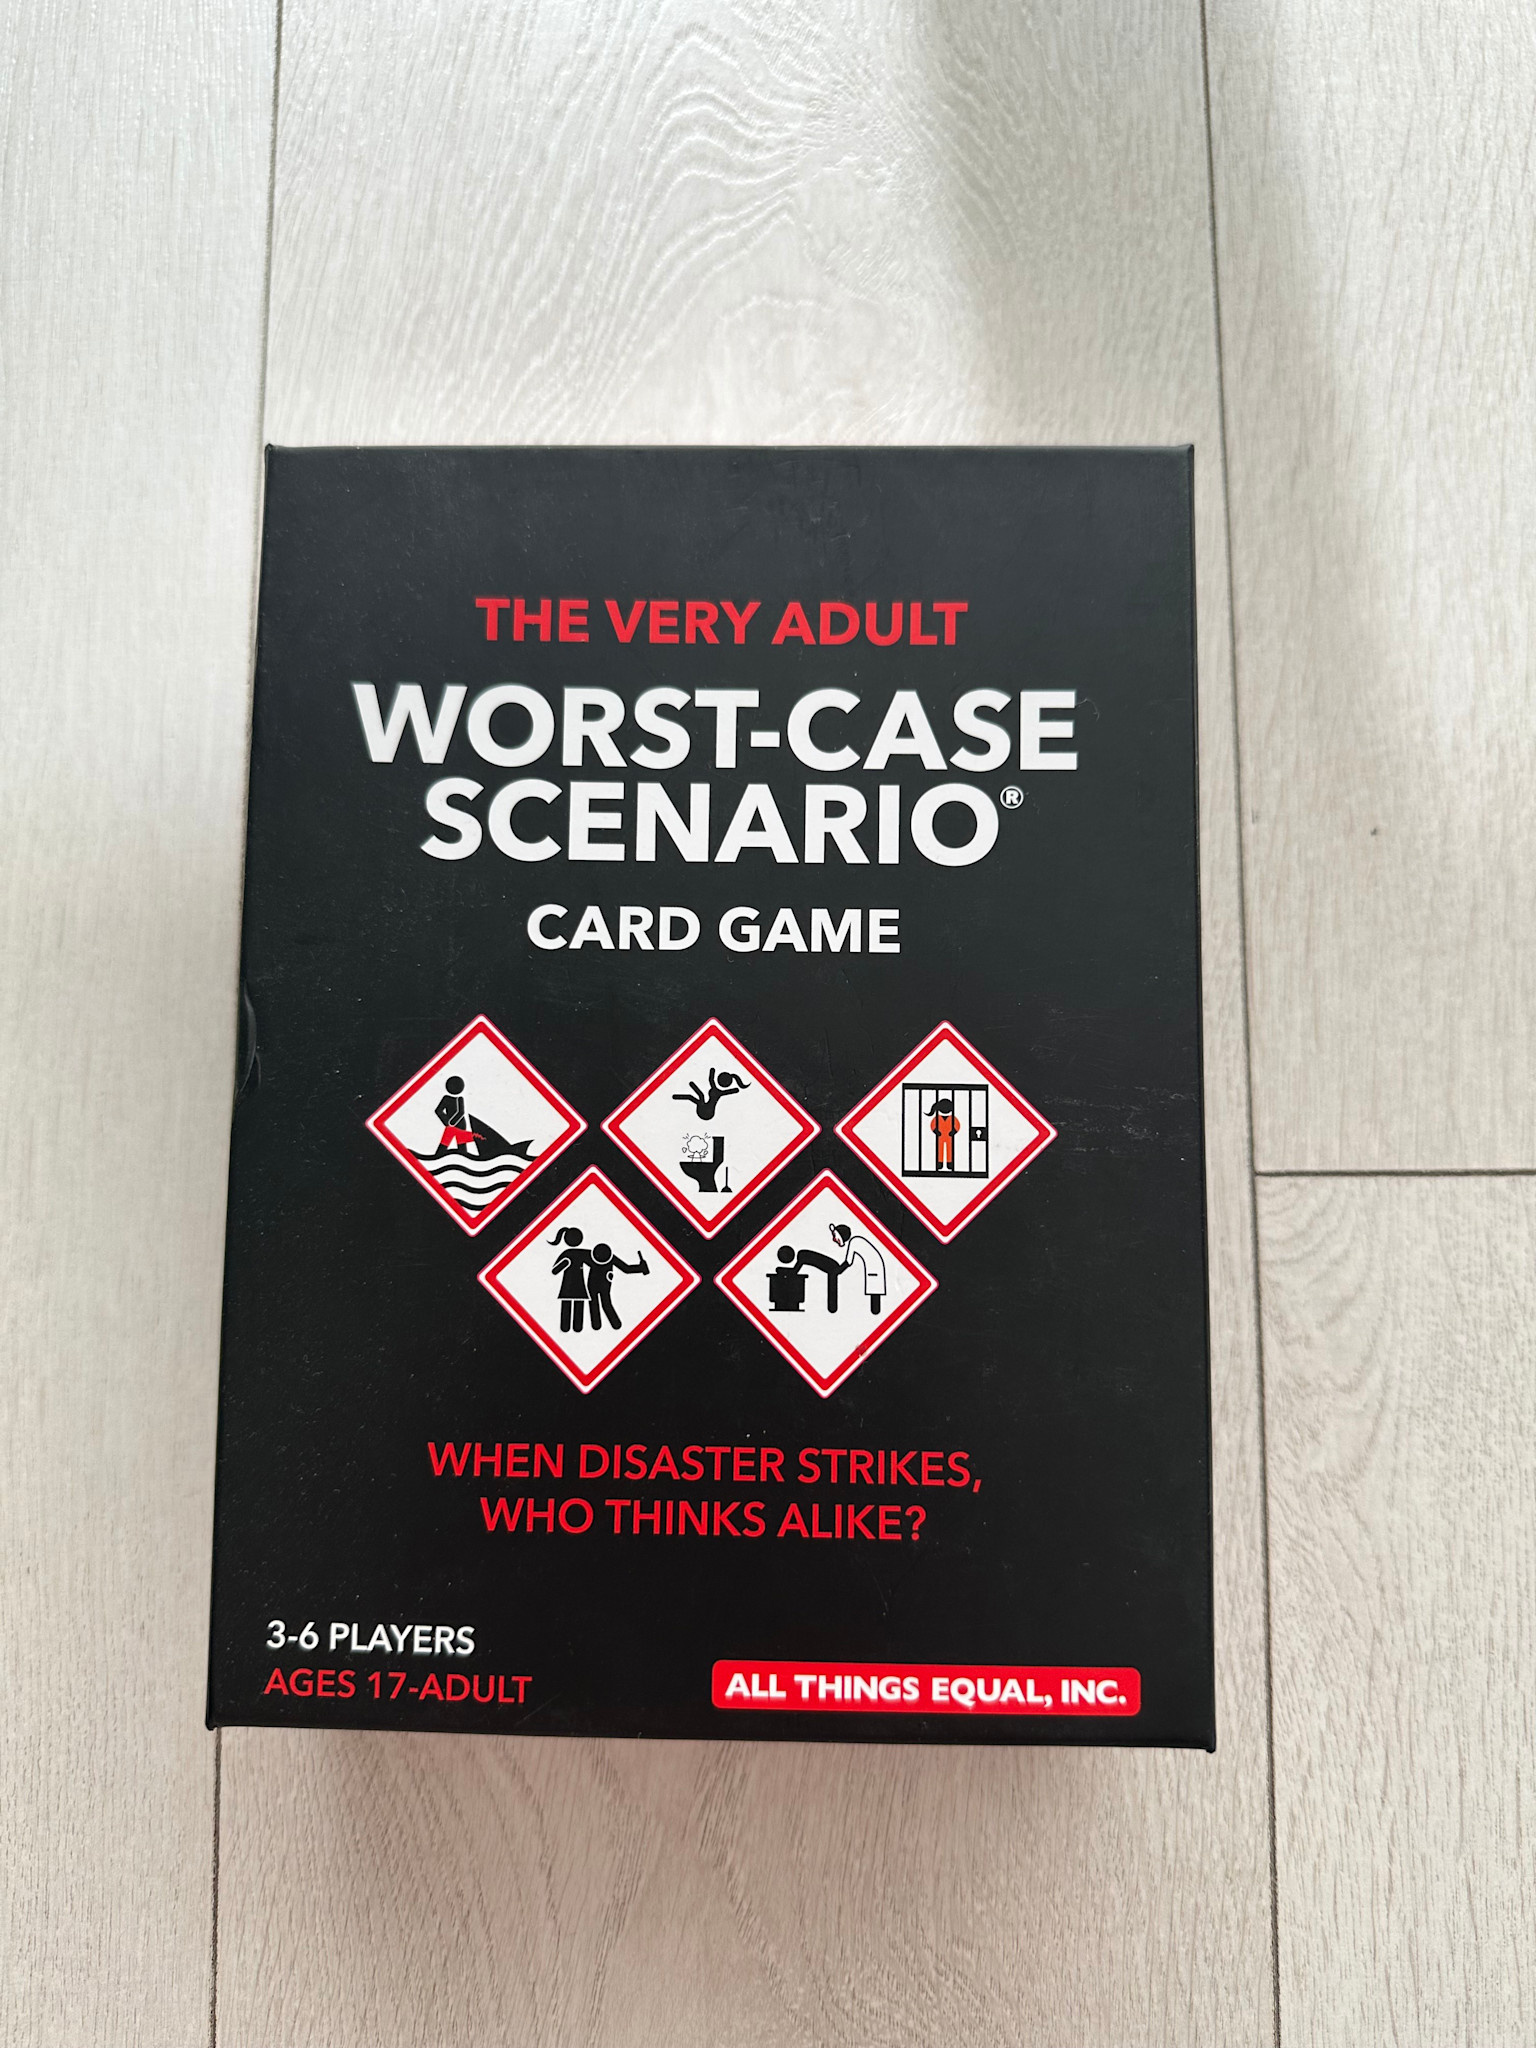 THE VERY ADULT
WORST-CASE
SCENARIO®
CARD GAME
WHEN DISASTER STRIKES,
WHO THINKS ALIKE?
3-6 PLAYERS
AGES 17-ADULT
ALL THINGS EQUAL, INC.